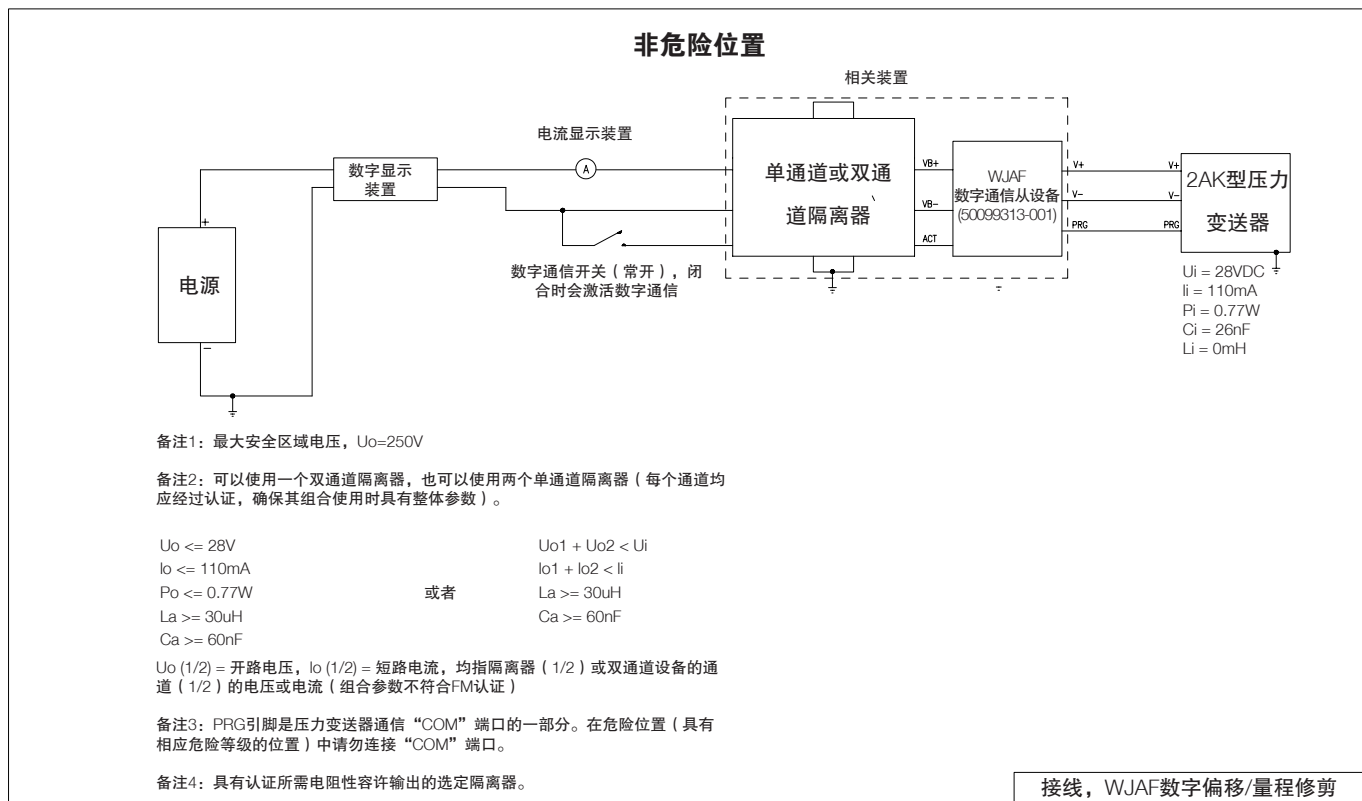 非危险位置
相关装置
电流显示装置
数字显示
装置
A
单通道或双通
道隔离器
VB+
VB-
ACT
WJAF
数字通信从设备
(50099313-001)
V+
V-
PRG
V+
V-
PRG
2AK型压力
变送器
+
电源
-
数字通信开关（常开），闭
合时会激活数字通信
Ui = 28VDC
Ii = 110mA
Pi = 0.77W
Ci = 26nF
Li = 0mH
备注1：最大安全区域电压，Uo=250V
备注2：可以使用一个双通道隔离器，也可以使用两个单通道隔离器（每个通道均
应经过认证，确保其组合使用时具有整体参数）。
Uo <= 28V
Io <= 110mA
Po <= 0.77W
La >= 30uH
Ca >= 60nF
或者
Uo1 + Uo2 < Ui
Io1 + Io2 < Ii
La >= 30uH
Ca >= 60nF
Uo (1/2) = 开路电压，Io (1/2) = 短路电流，均指隔离器（1/2）或双通道设备的通
道（1/2）的电压或电流（组合参数不符合FM认证）
备注3：PRG引脚是压力变送器通信“COM”端口的一部分。在危险位置（具有
相应危险等级的位置）中请勿连接“COM”端口。
备注4：具有认证所需电阻性容许输出的选定隔离器。
接线，WJAF数字偏移/量程修剪